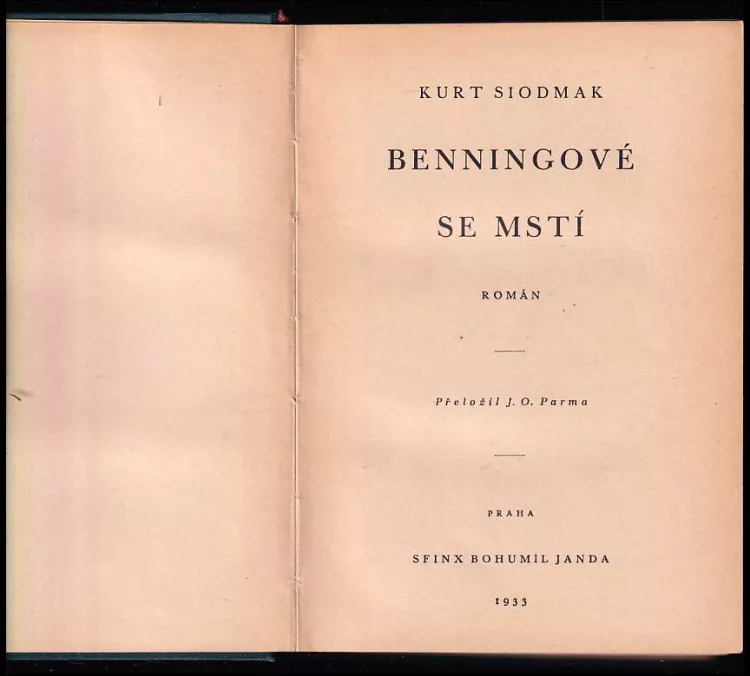 KURT SIODMAK
BENNINGOVÉ
SE MSTÍ
ROMÁN
Přeložil J. O. Parma
PRAHA
SFINX BOHUMIL JANDA
1933